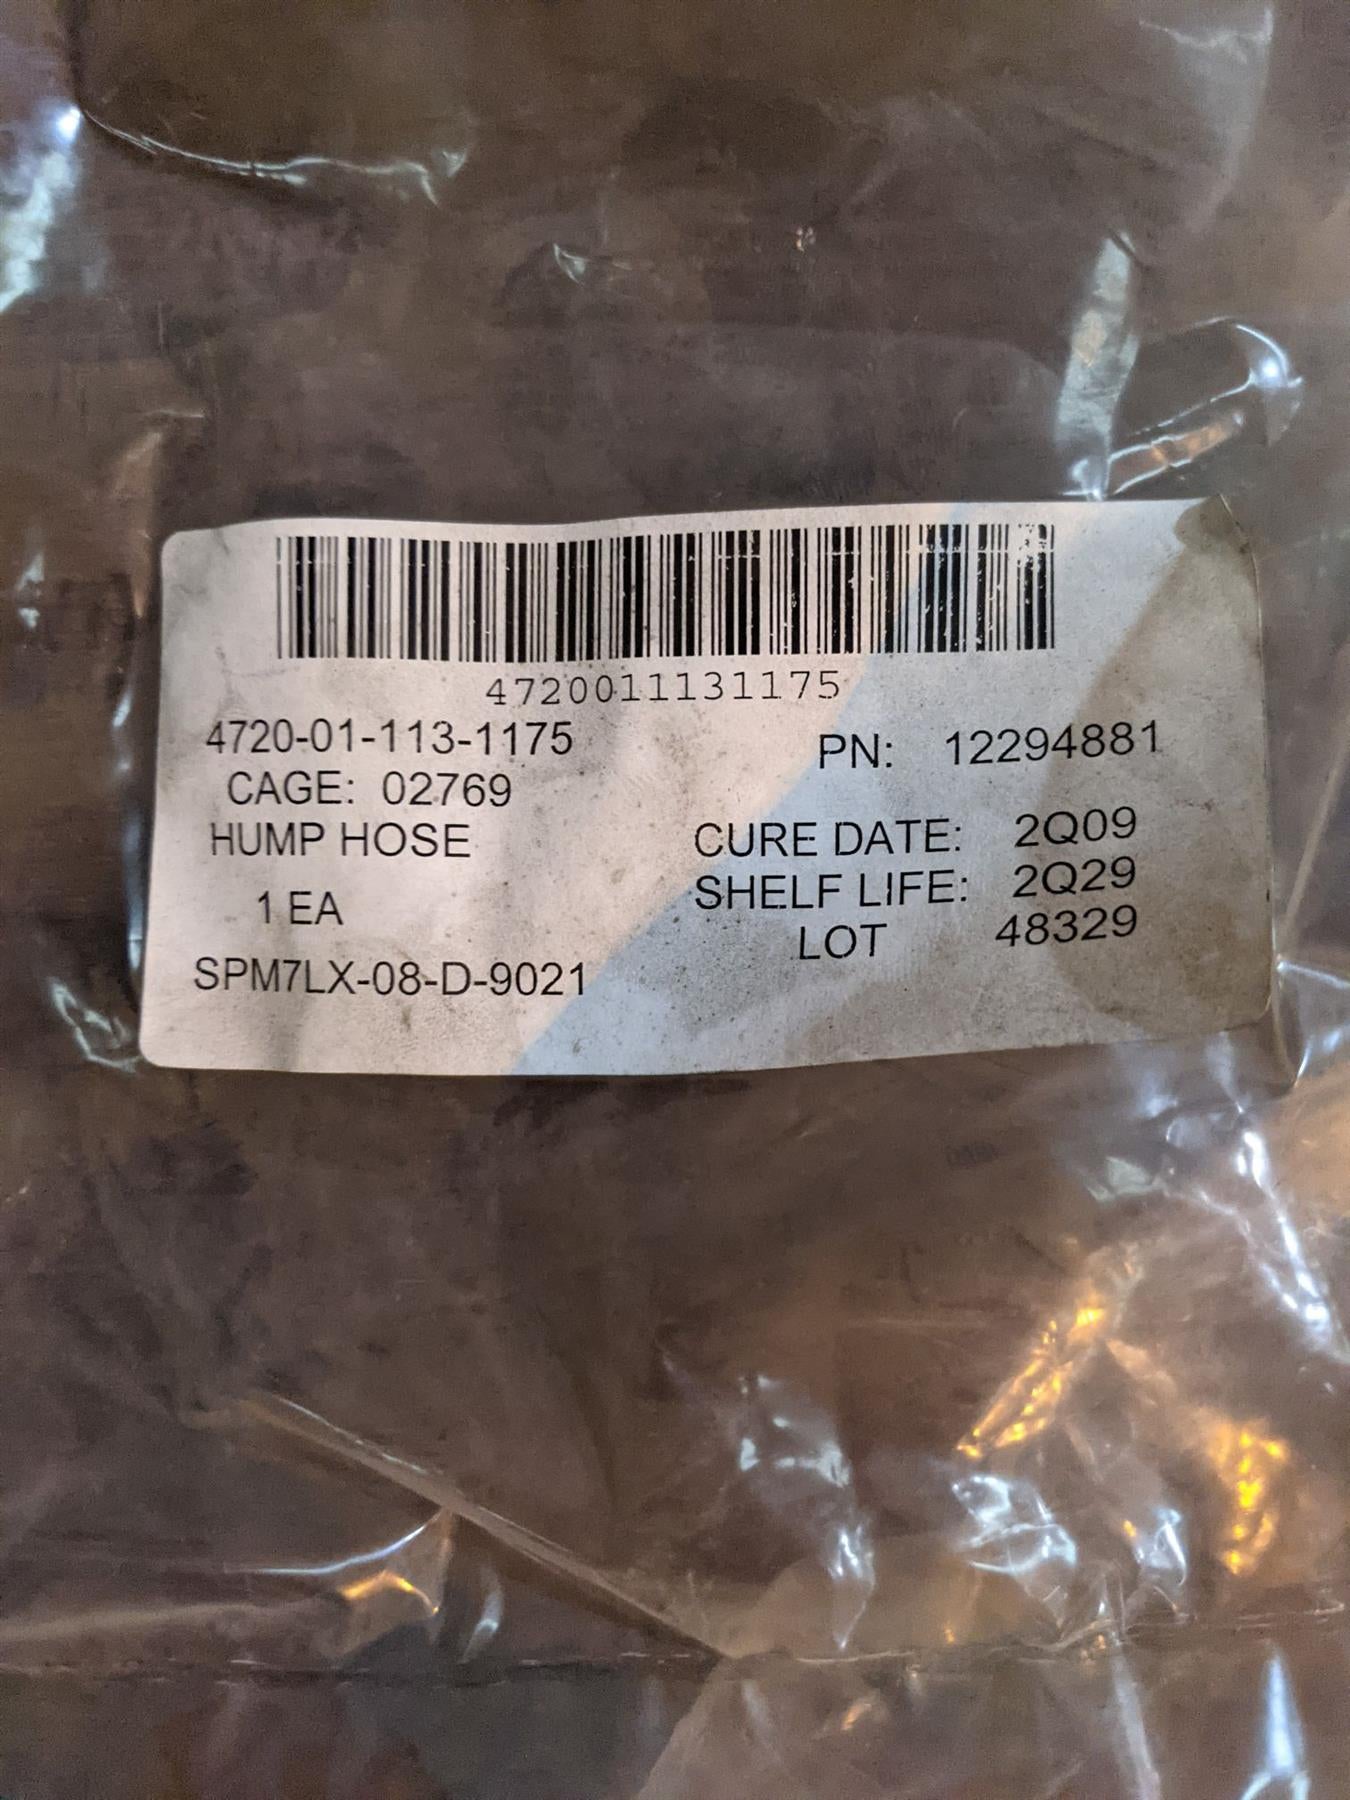 4720011131175
4720-01-113-1175 PN: 12294881
CAGE: 02769
HUMP HOSE CURE DATE: 2Q09
1 EA SHELF LIFE: 2Q29
LOT 48329
SPM7LX-08-D-9021